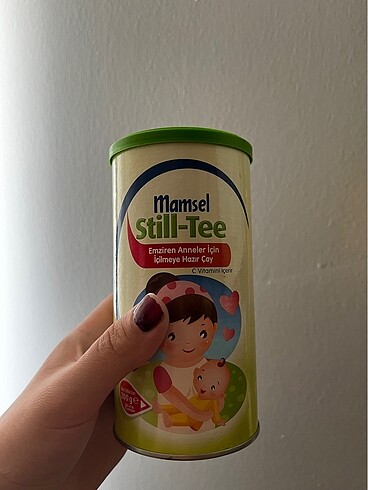 Mamsel
Still-Tee
Emziren Anneler İçin
İçilmeye Hazır Çay
C Vitamini İçerir